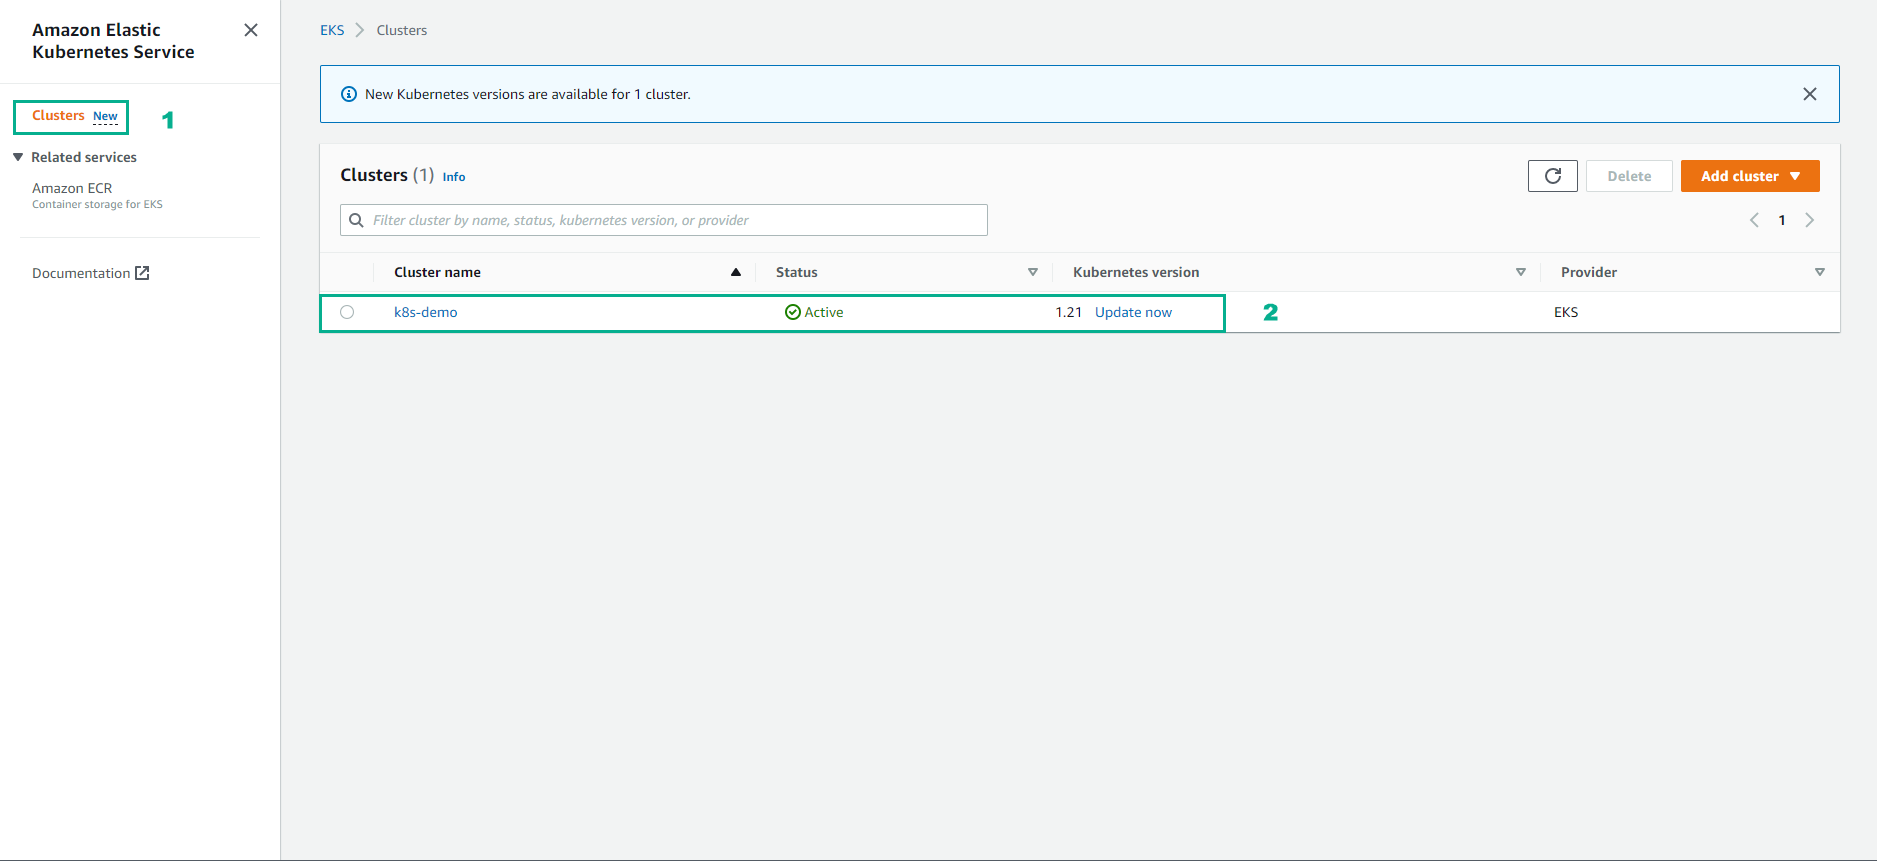 Amazon Elastic
Kubernetes Service
Clusters New
1
Related services
Amazon ECR
Container storage for EKS
Documentation
EKS Clusters
New Kubernetes versions are available for 1 cluster.
Clusters (1) Info
Delete
Add cluster
Filter cluster by name, status, kubernetes version, or provider
1
Cluster name Status Kubernetes version Provider
k8s-demo Active 1.21 Update now 2 EKS